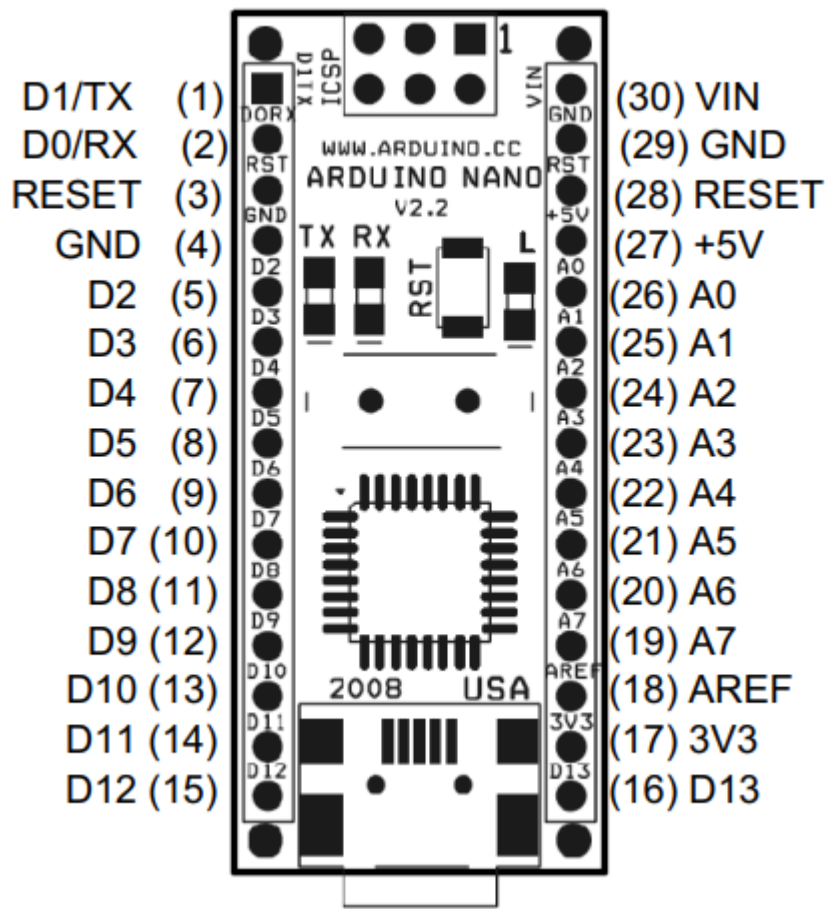 D1/TX (1)
D0/RX (2)
RESET (3)
GND (4)
D2 (5)
D3 (6)
D4 (7)
D5 (8)
D6 (9)
D7 (10)
D8 (11)
D9 (12)
D10 (13)
D11 (14)
D12 (15)
D1TX
ICSP
1
VIN
DORX
RST
GND
D2
D3
D4
D5
D6
D7
D8
D9
D10
D11
D12
WWW.ARDUINO.CC
ARDUINO NANO
V2.2
TX RX
RST
L
2008 USA
GND
RST
+5V
A0
A1
A2
A3
A4
A5
A6
A7
AREF
3V3
D13
(30) VIN
(29) GND
(28) RESET
(27) +5V
(26) A0
(25) A1
(24) A2
(23) A3
(22) A4
(21) A5
(20) A6
(19) A7
(18) AREF
(17) 3V3
(16) D13